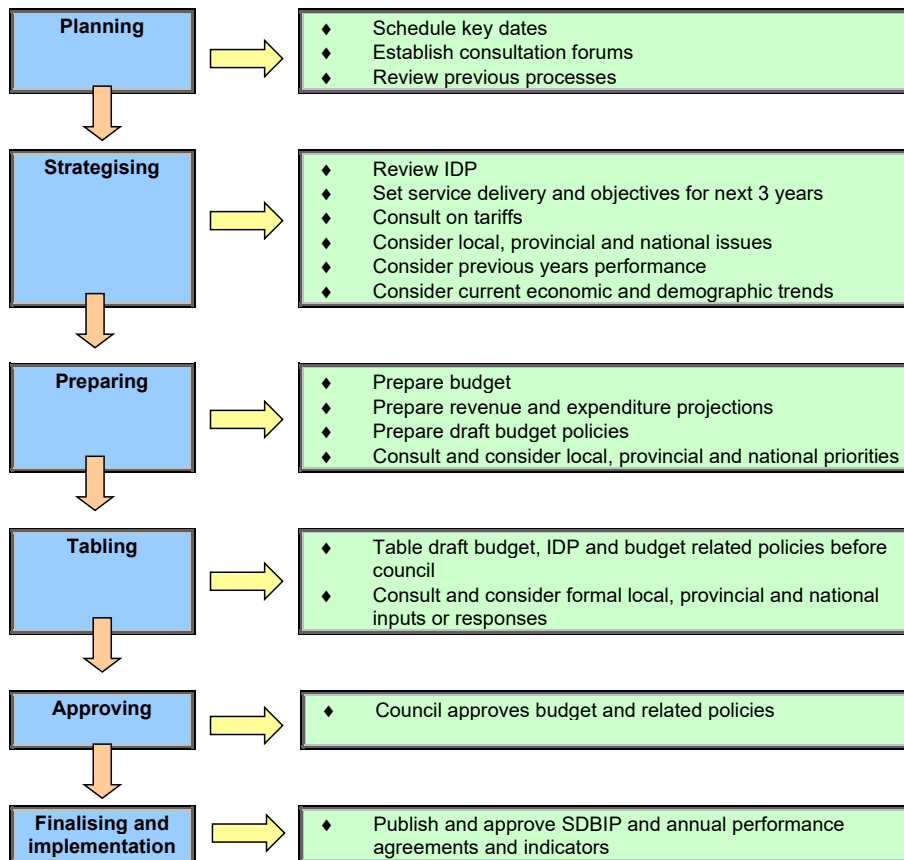 Planning
♦ Schedule key dates
♦ Establish consultation forums
♦ Review previous processes
Strategising
♦ Review IDP
♦ Set service delivery and objectives for next 3 years
♦ Consult on tariffs
♦ Consider local, provincial and national issues
♦ Consider previous years performance
♦ Consider current economic and demographic trends
Preparing
♦ Prepare budget
♦ Prepare revenue and expenditure projections
♦ Prepare draft budget policies
♦ Consult and consider local, provincial and national priorities
Tabling
♦ Table draft budget, IDP and budget related policies before
council
♦ Consult and consider formal local, provincial and national
inputs or responses
Approving
♦ Council approves budget and related policies
Finalising and
implementation
♦ Publish and approve SDBIP and annual performance
agreements and indicators